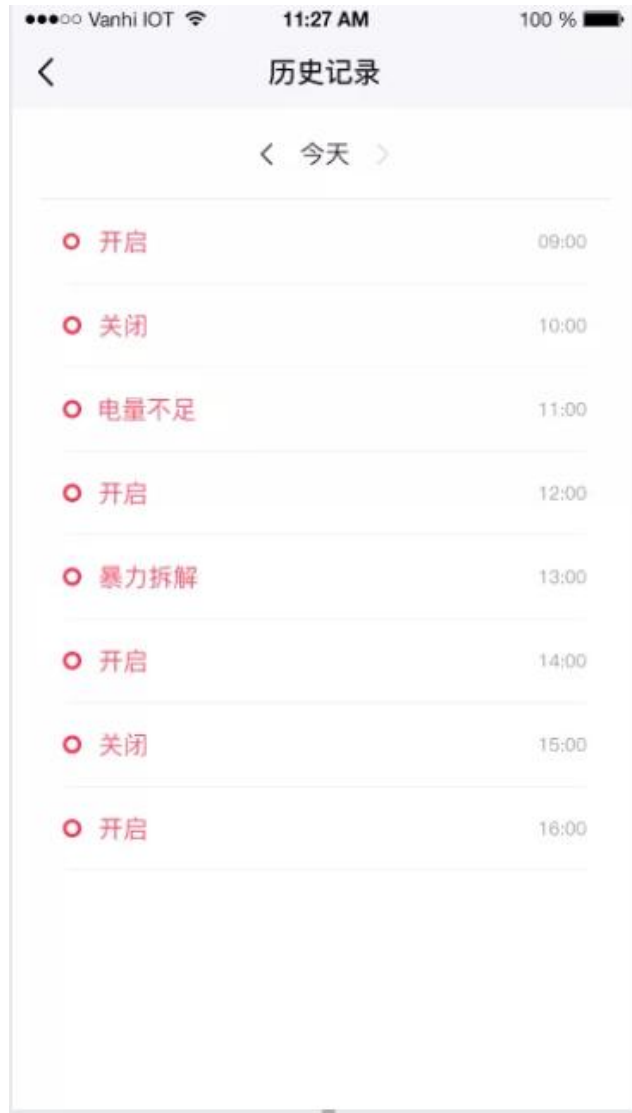 Vanhi IOT 11:27 AM 100 %
历史记录
今天
开启 09:00
关闭 10:00
电量不足 11:00
开启 12:00
暴力拆解 13:00
开启 14:00
关闭 15:00
开启 16:00